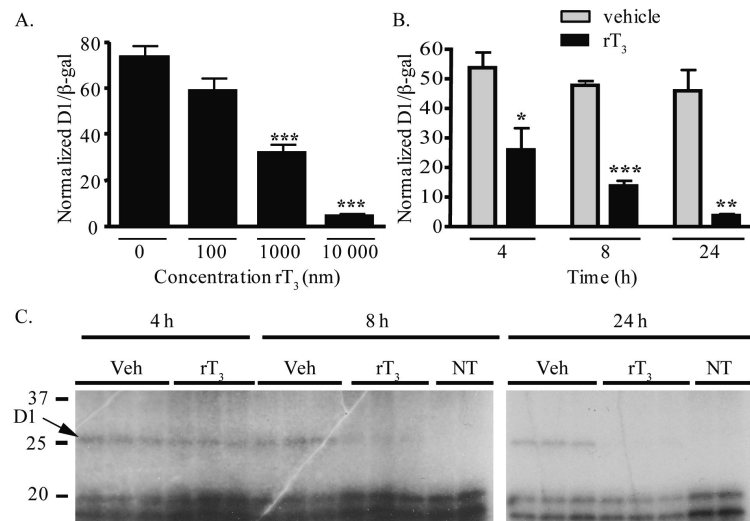 A.
Normalized D1/β-gal
80
60
40
20
0
***
***
0 100 1000 10 000
Concentration rT₃ (nm)
B.
vehicle
rT₃
Normalized D1/β-gal
60
50
40
30
20
10
0
*
***
**
4 8 24
Time (h)
C.
4 h 8 h 24 h
Veh rT₃ Veh rT₃ NT Veh rT₃ NT
37
D1
25
20